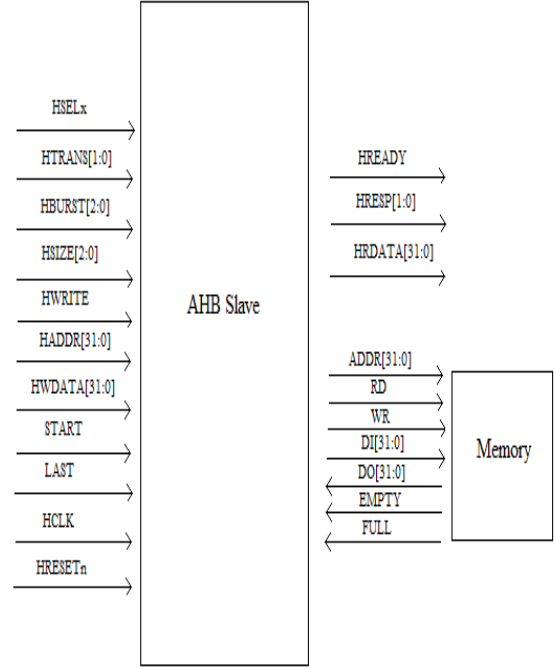 HSELx
HTRANS[1:0]
HBURST[2:0]
HSIZE[2:0]
HWRITE
HADDR[31:0]
HWDATA[31:0]
START
LAST
HCLK
HRESETn
AHB Slave
HREADY
HRESP[1:0]
HRDATA[31:0]
ADDR[31:0]
RD
WR
DI[31:0]
DO[31:0]
EMPTY
FULL
Memory